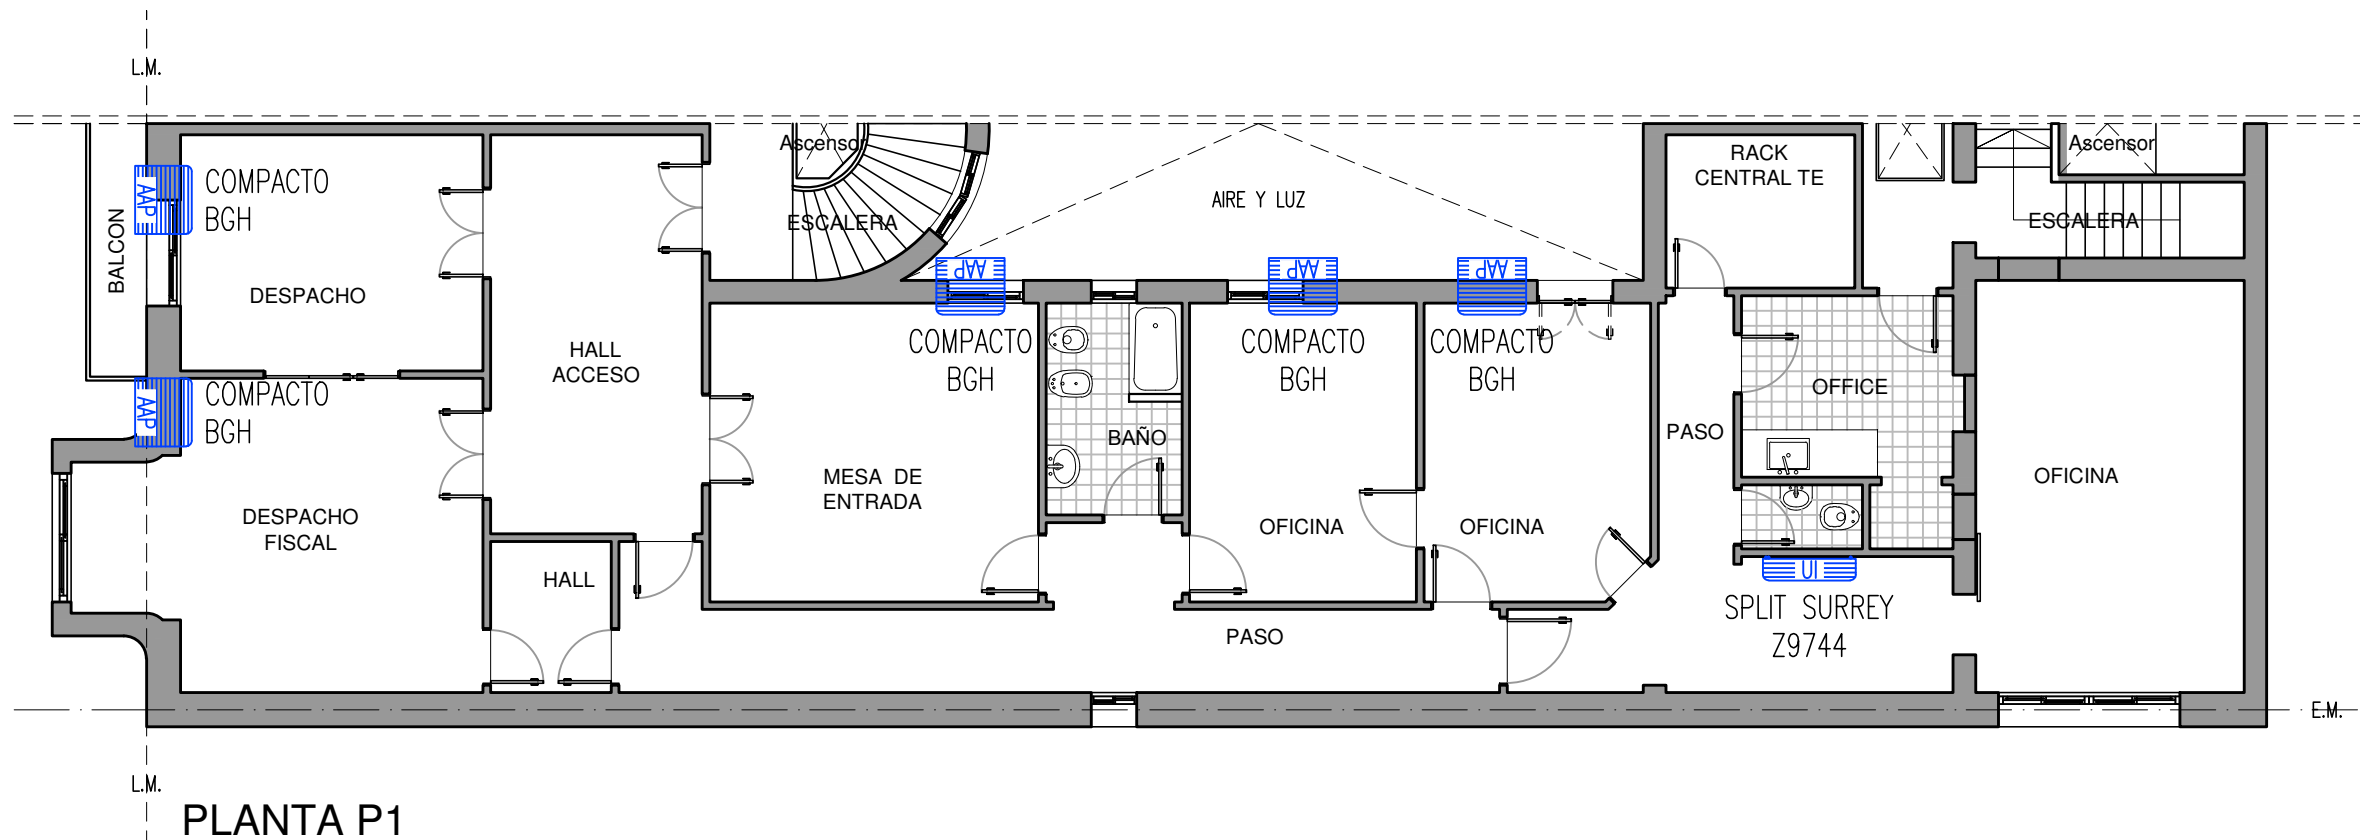 L.M.
Ascensor
Ascensor
RACK
CENTRAL TE
AAP
COMPACTO
BGH
BALCON
AIRE Y LUZ
ESCALERA
ESCALERA
DESPACHO
AAP
AAP
AAP
HALL
ACCESO
COMPACTO
BGH
COMPACTO
BGH
COMPACTO
BGH
AAP
COMPACTO
BGH
OFFICE
BAÑO
PASO
MESA DE
ENTRADA
OFICINA
DESPACHO
FISCAL
OFICINA
OFICINA
HALL
UI
SPLIT SURREY
Z9744
PASO
E.M.
L.M.
PLANTA P1